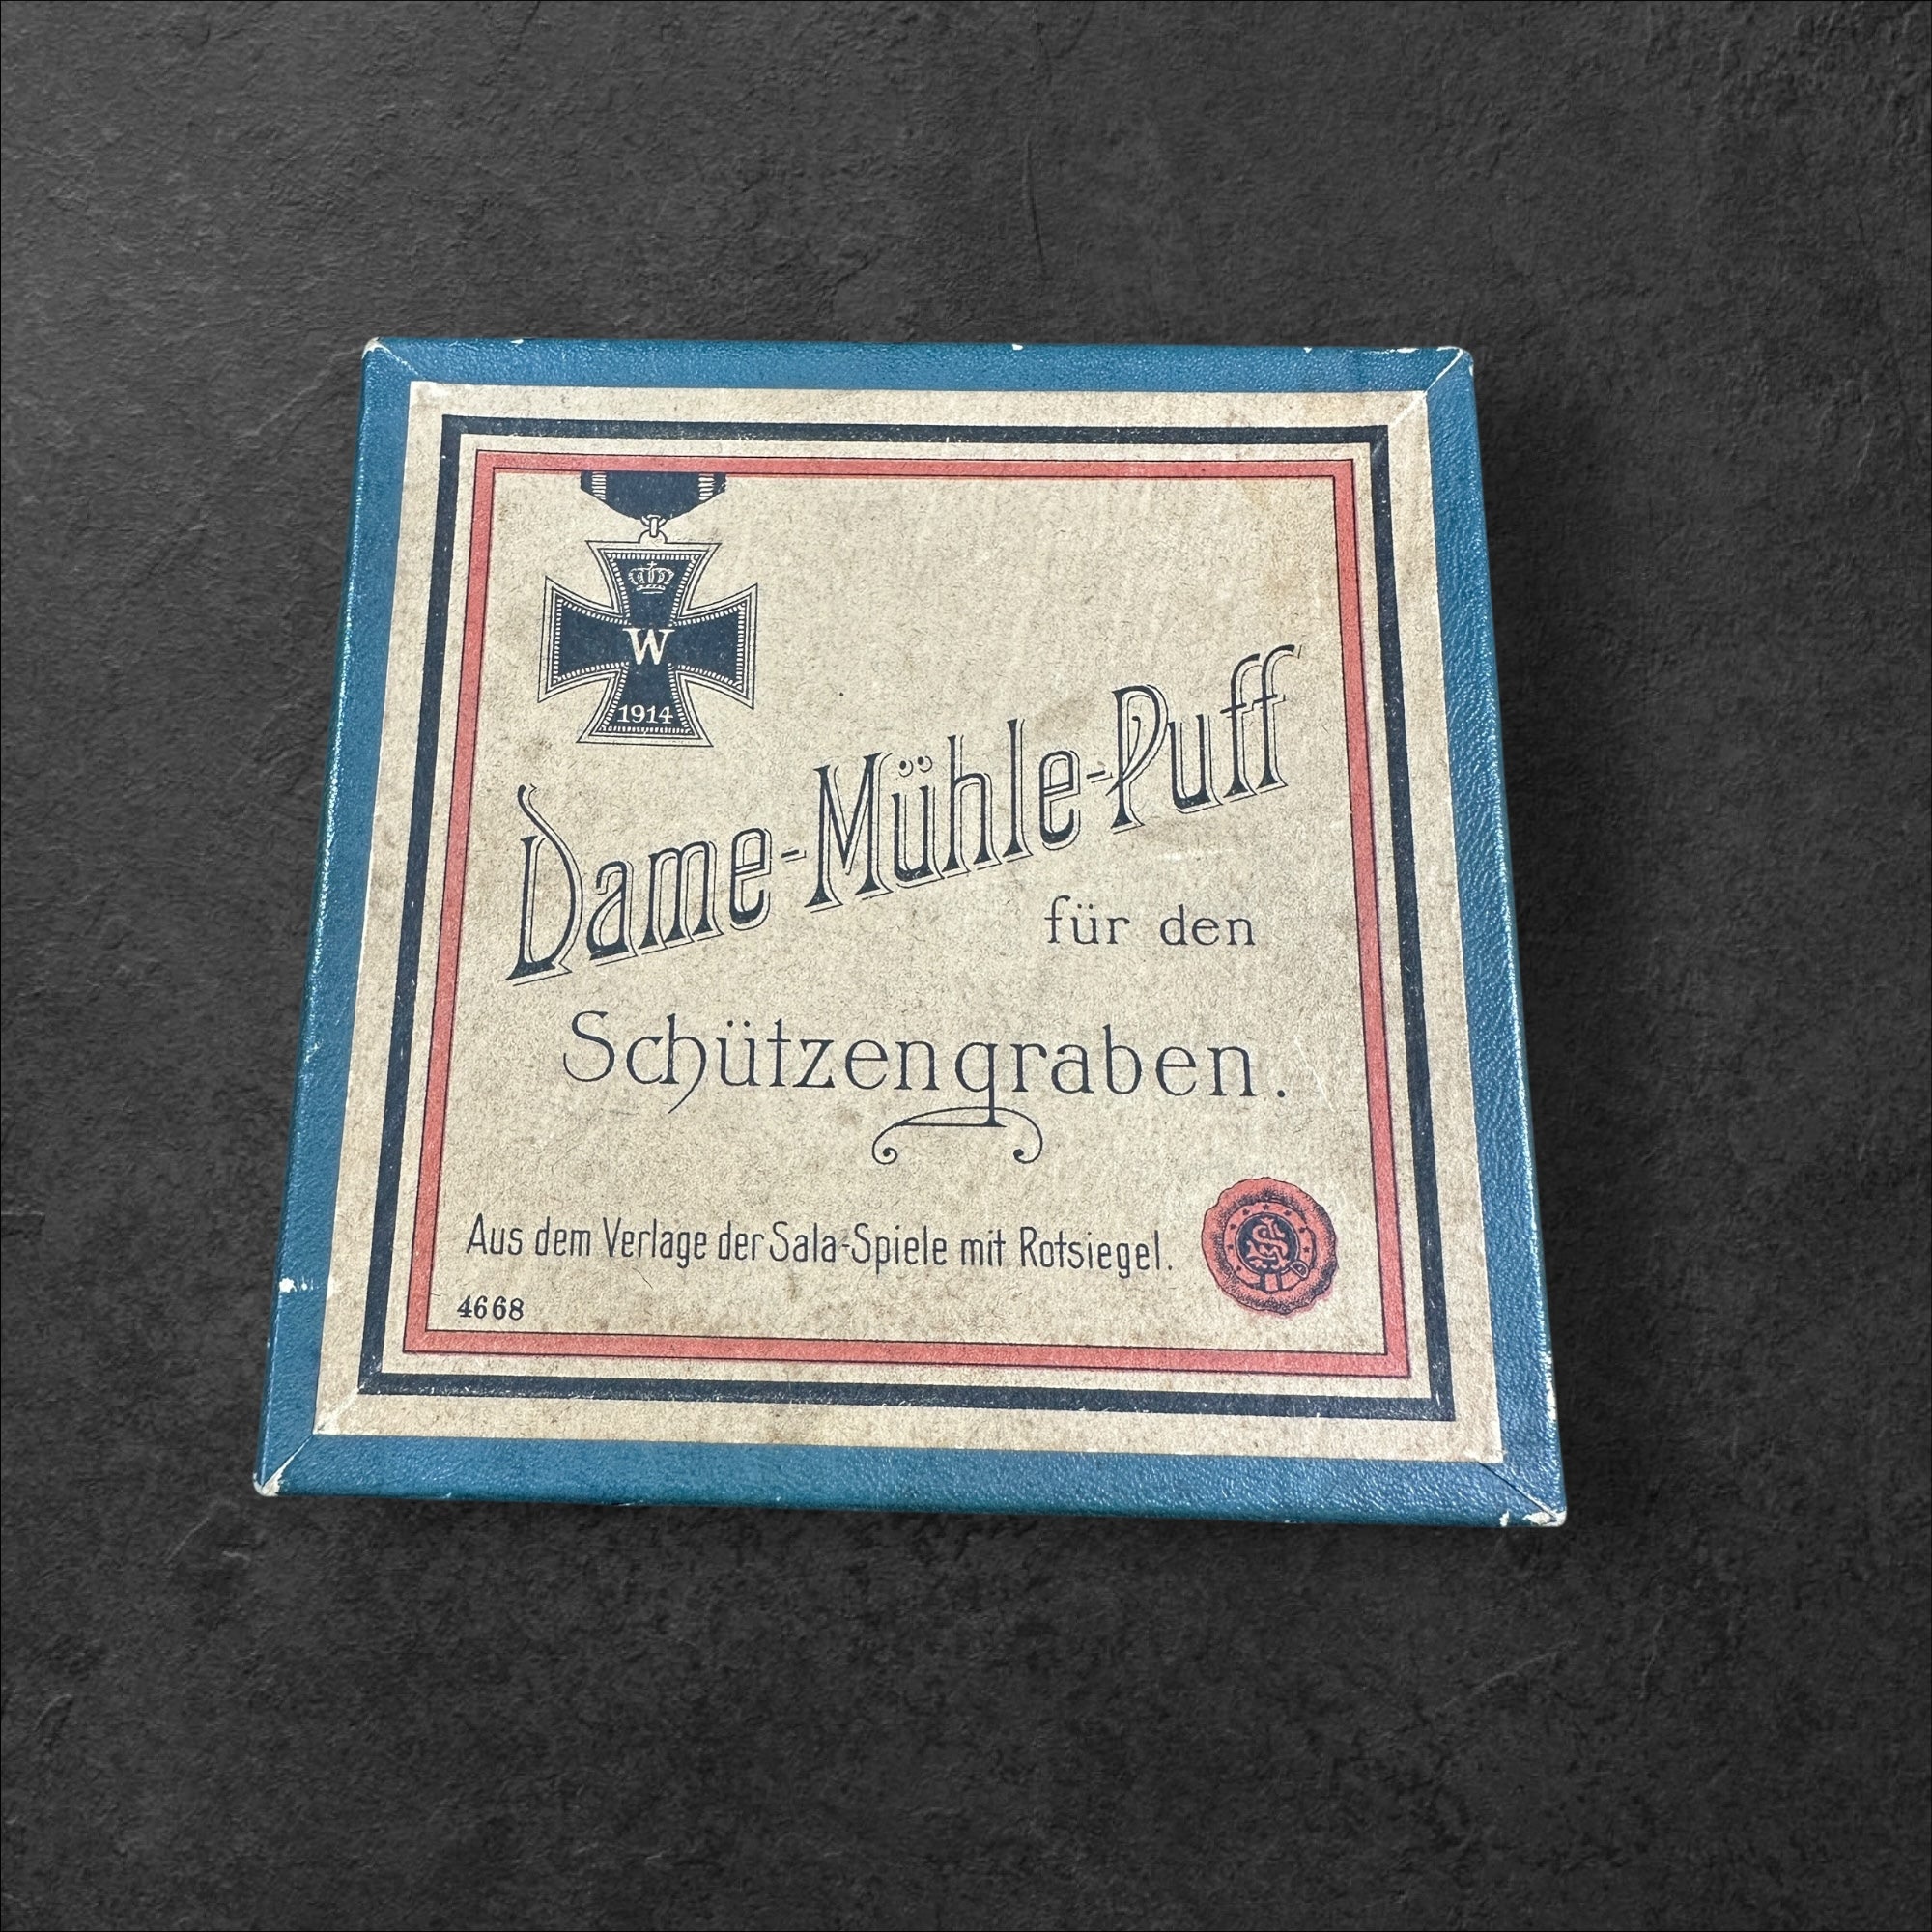 W
1914
Dame-Mühle-Puff
für den
Schützengraben.
Aus dem Verlage der Sala-Spiele mit Rotsiegel.
4668